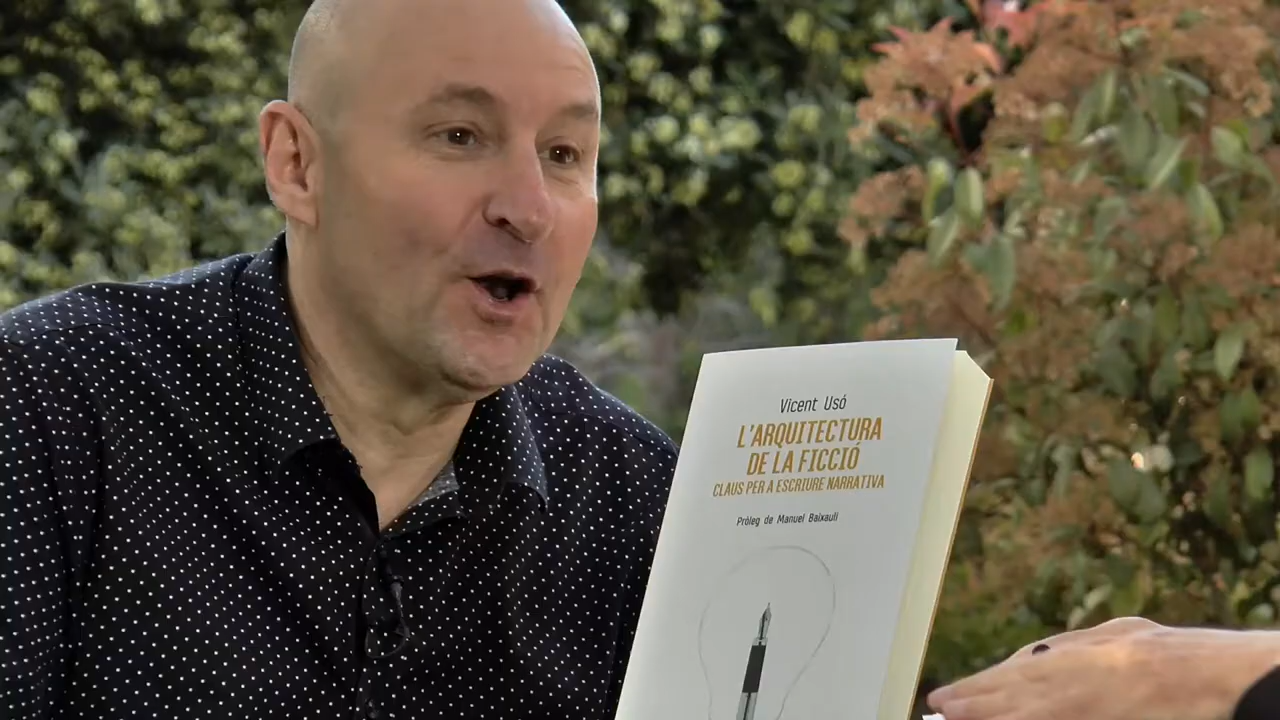 Vicent Usó
L'ARQUITECTURA
DE LA FICCIÓ
CLAUS PER A ESCRIURE NARRATIVA
Pròleg de Manuel Baixauli